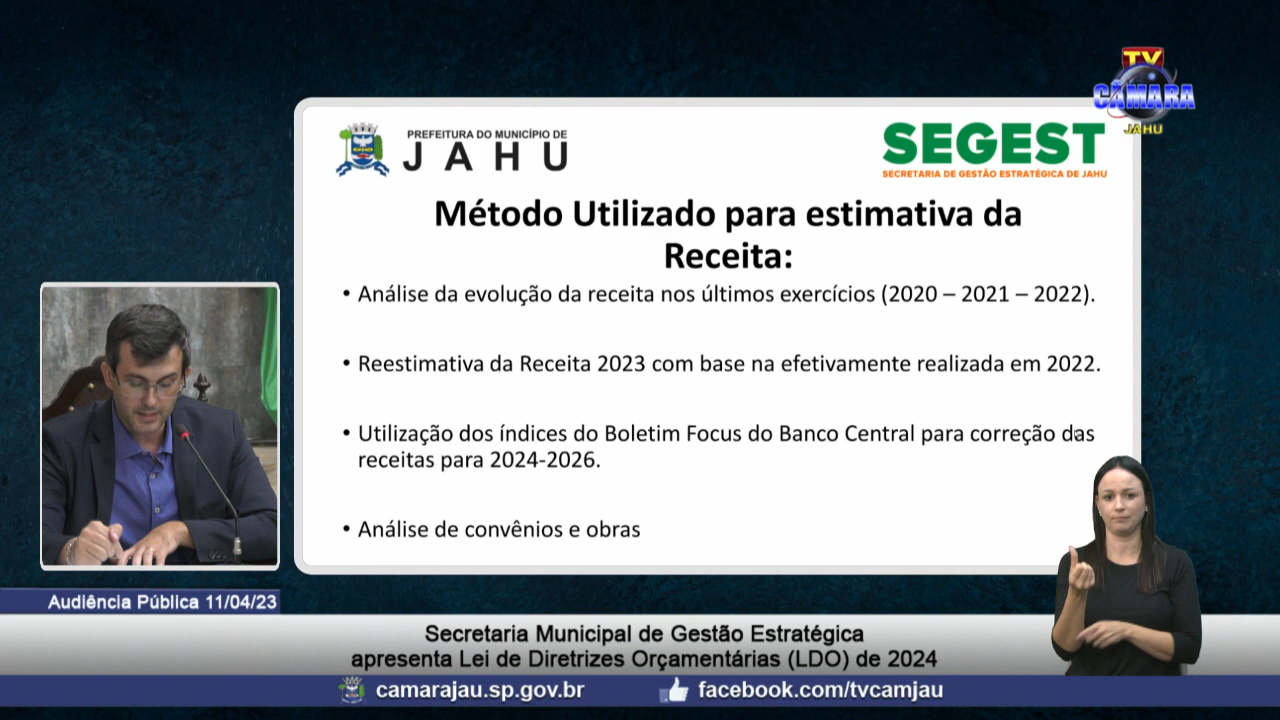 TV
CÂMARA
JAHU
PREFEITURA DO MUNICÍPIO DE
JAHU
SEGEST
SECRETARIA DE GESTÃO ESTRATÉGICA DE JAHU
Método Utilizado para estimativa da
Receita:
• Análise da evolução da receita nos últimos exercícios (2020 – 2021 – 2022).
• Reestimativa da Receita 2023 com base na efetivamente realizada em 2022.
• Utilização dos índices do Boletim Focus do Banco Central para correção das
receitas para 2024-2026.
• Análise de convênios e obras
Audiência Pública 11/04/23
Secretaria Municipal de Gestão Estratégica
apresenta Lei de Diretrizes Orçamentárias (LDO) de 2024
camarajau.sp.gov.br
facebook.com/tvcamjau